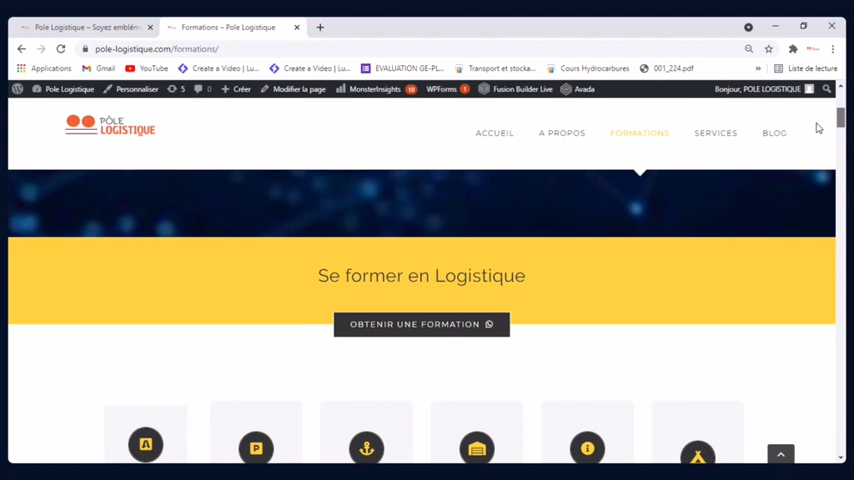 Pole Logistique – Soyez emblém
Formations – Pole Logistique
pole-logistique.com/formations/
Applications
Gmail
YouTube
Create a Video | Lu...
Create a Video | Lu...
EVALUATION GE-PL...
Transport et stocka...
Cours Hydrocarbures
001_224.pdf
»
Liste de lecture
Pole Logistique
Personnaliser
5
0
Créer
Modifier la page
MonsterInsights 10
WPForms 1
Fusion Builder Live
Avada
Bonjour, POLE LOGISTIQUE
PÔLE
LOGISTIQUE
ACCUEIL
A PROPOS
FORMATIONS
SERVICES
BLOG
Se former en Logistique
OBTENIR UNE FORMATION
A
P